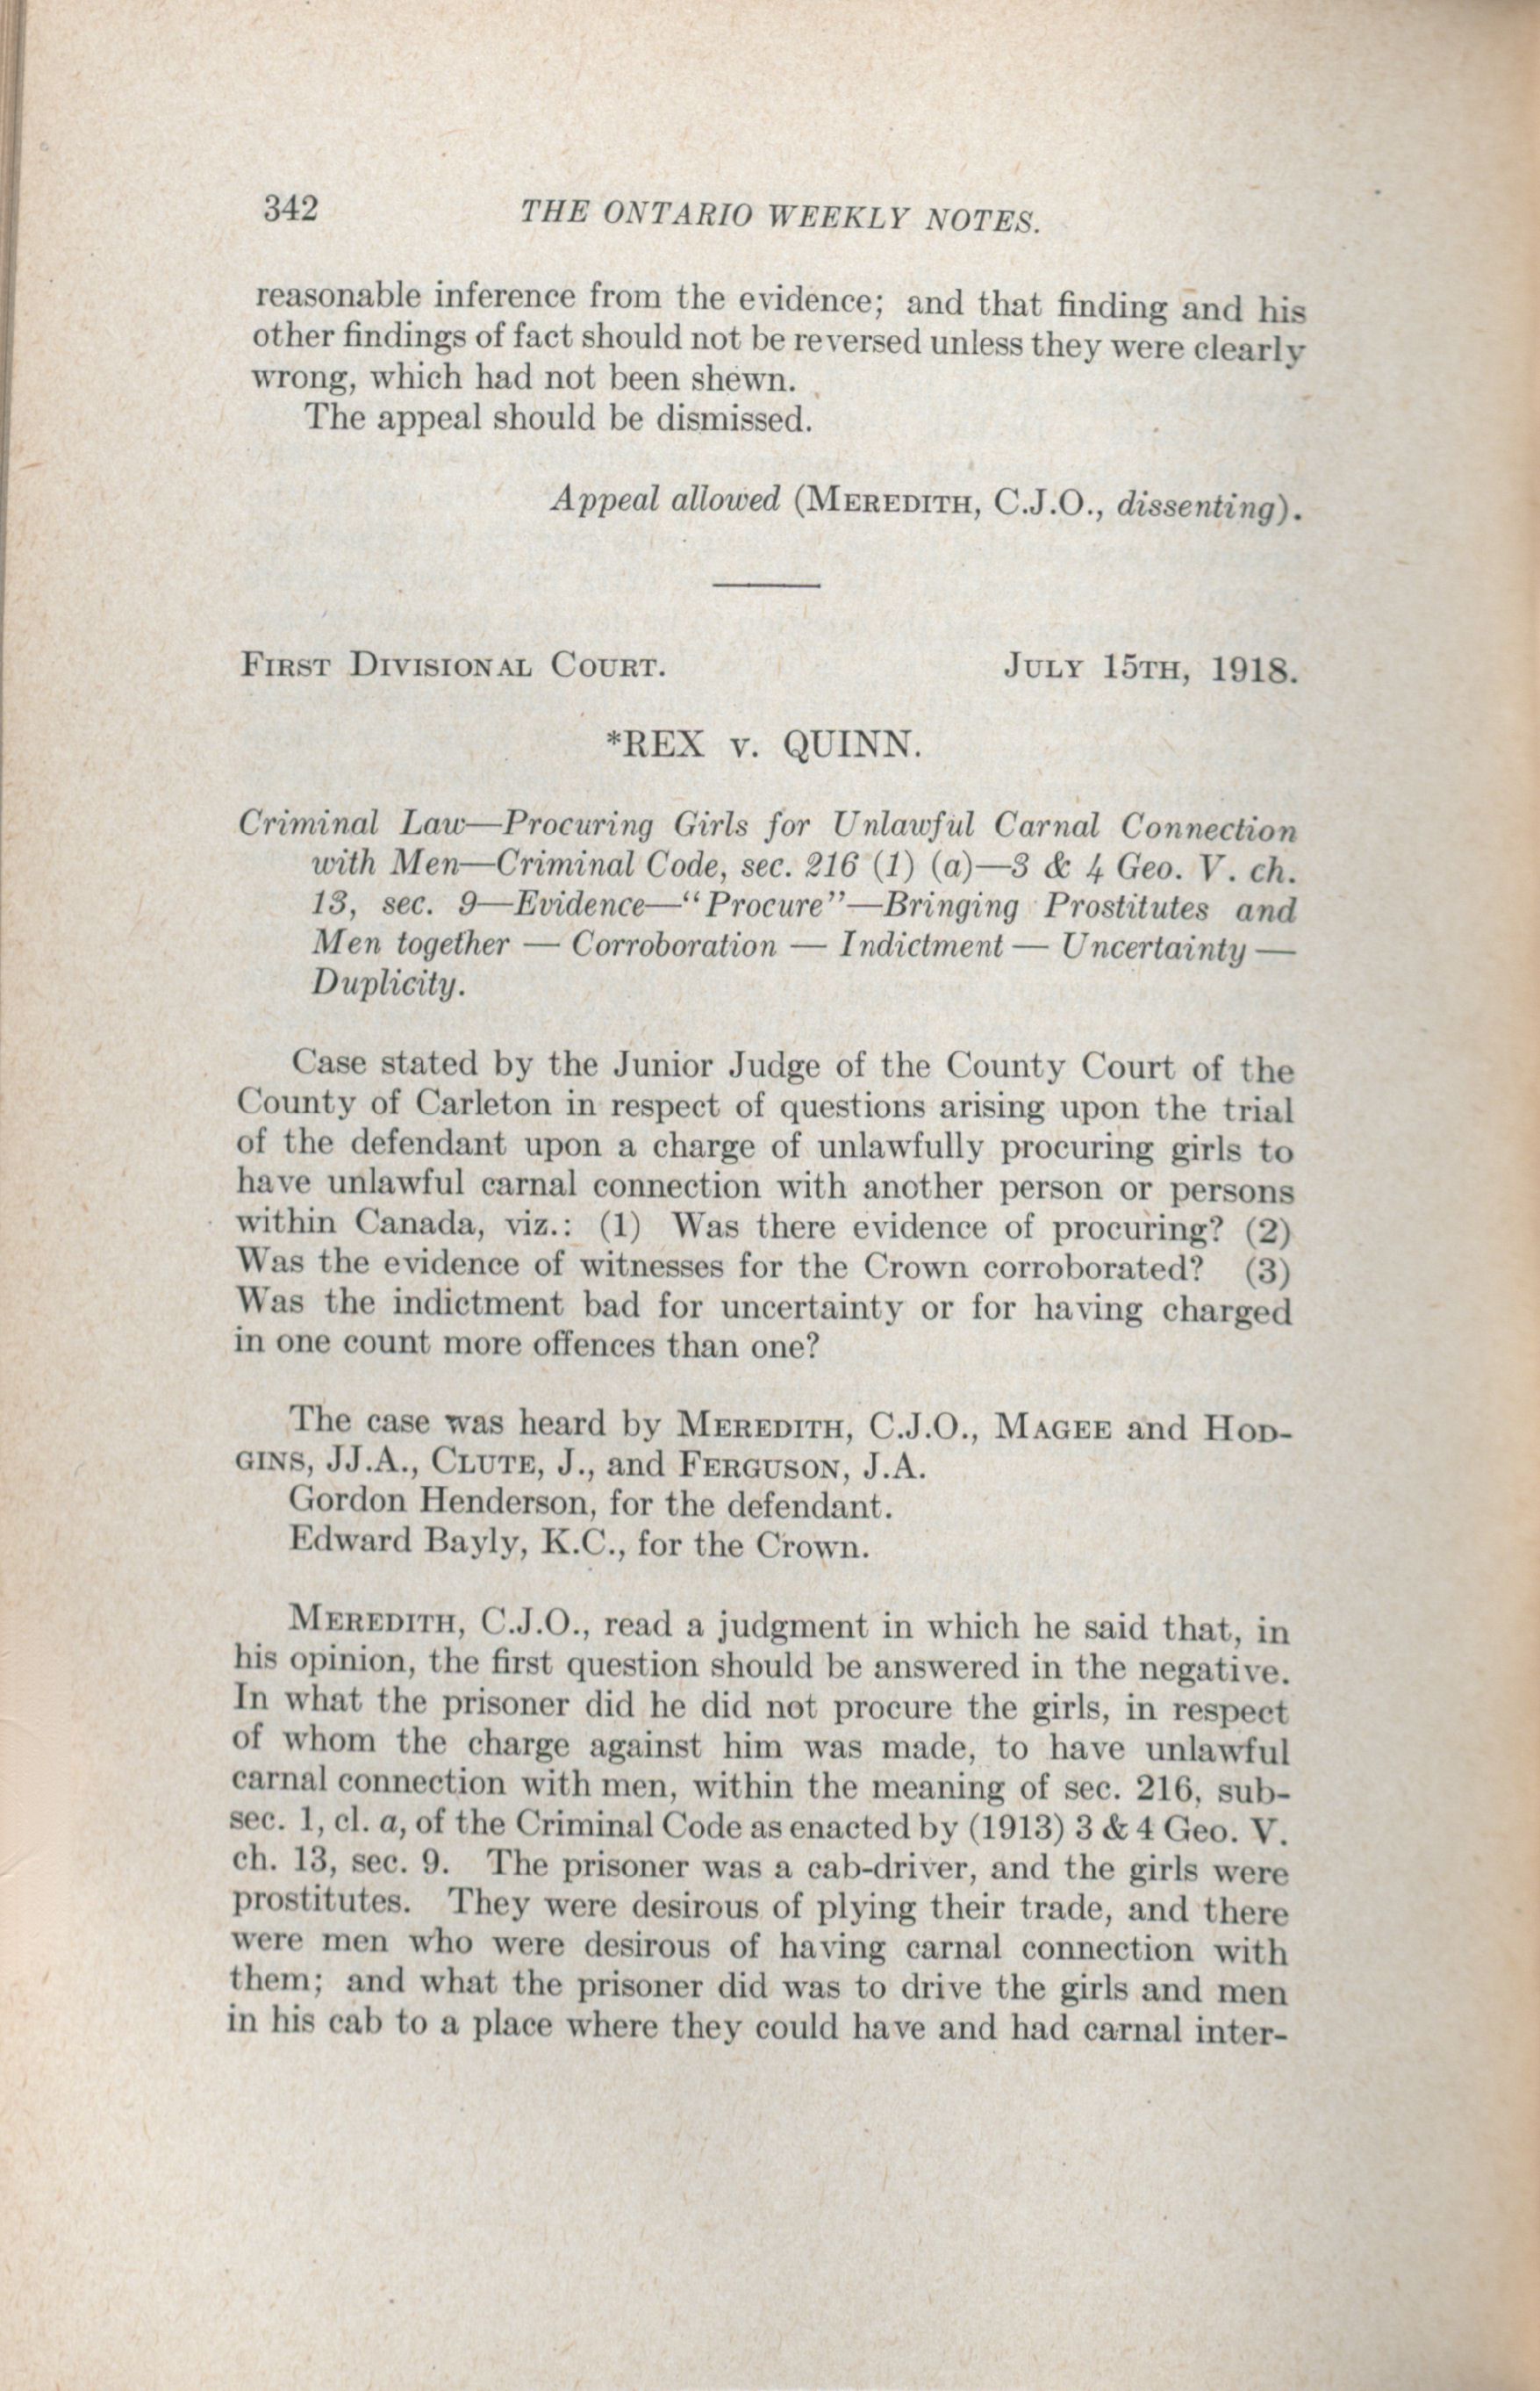 342 THE ONTARIO WEEKLY NOTES.
reasonable inference from the evidence; and that finding and his
other findings of fact should not be reversed unless they were clearly
wrong, which had not been shewn.
The appeal should be dismissed.
Appeal allowed (MEREDITH, C.J.O., dissenting).
FIRST DIVISIONAL COURT. JULY 15TH, 1918.
*REX v. QUINN.
Criminal Law—Procuring Girls for Unlawful Carnal Connection
with Men—Criminal Code, sec. 216 (1) (a)—3 & 4 Geo. V. ch.
13, sec. 9—Evidence—"Procure"—Bringing Prostitutes and
Men together — Corroboration — Indictment — Uncertainty —
Duplicity.
Case stated by the Junior Judge of the County Court of the
County of Carleton in respect of questions arising upon the trial
of the defendant upon a charge of unlawfully procuring girls to
have unlawful carnal connection with another person or persons
within Canada, viz.: (1) Was there evidence of procuring? (2)
Was the evidence of witnesses for the Crown corroborated? (3)
Was the indictment bad for uncertainty or for having charged
in one count more offences than one?
The case was heard by MEREDITH, C.J.O., MAGEE and HOD-
GINS, JJ.A., CLUTE, J., and FERGUSON, J.A.
Gordon Henderson, for the defendant.
Edward Bayly, K.C., for the Crown.
MEREDITH, C.J.O., read a judgment in which he said that, in
his opinion, the first question should be answered in the negative.
In what the prisoner did he did not procure the girls, in respect
of whom the charge against him was made, to have unlawful
carnal connection with men, within the meaning of sec. 216, sub-
sec. 1, cl. a, of the Criminal Code as enacted by (1913) 3 & 4 Geo. V.
ch. 13, sec. 9. The prisoner was a cab-driver, and the girls were
prostitutes. They were desirous of plying their trade, and there
were men who were desirous of having carnal connection with
them; and what the prisoner did was to drive the girls and men
in his cab to a place where they could have and had carnal inter-